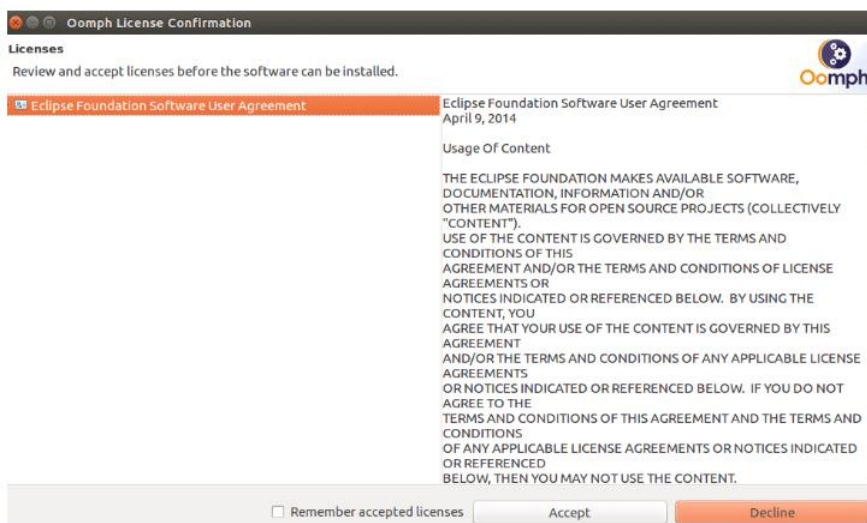 Oomph License Confirmation
Licenses
Review and accept licenses before the software can be installed.
Oomph
Eclipse Foundation Software User Agreement
Eclipse Foundation Software User Agreement
April 9, 2014
Usage Of Content
THE ECLIPSE FOUNDATION MAKES AVAILABLE SOFTWARE,
DOCUMENTATION, INFORMATION AND/OR
OTHER MATERIALS FOR OPEN SOURCE PROJECTS (COLLECTIVELY
"CONTENT").
USE OF THE CONTENT IS GOVERNED BY THE TERMS AND
CONDITIONS OF THIS
AGREEMENT AND/OR THE TERMS AND CONDITIONS OF LICENSE
AGREEMENTS OR
NOTICES INDICATED OR REFERENCED BELOW.  BY USING THE
CONTENT, YOU
AGREE THAT YOUR USE OF THE CONTENT IS GOVERNED BY THIS
AGREEMENT
AND/OR THE TERMS AND CONDITIONS OF ANY APPLICABLE LICENSE
AGREEMENTS
OR NOTICES INDICATED OR REFERENCED BELOW.  IF YOU DO NOT
AGREE TO THE
TERMS AND CONDITIONS OF THIS AGREEMENT AND THE TERMS AND
CONDITIONS
OF ANY APPLICABLE LICENSE AGREEMENTS OR NOTICES INDICATED
OR REFERENCED
BELOW, THEN YOU MAY NOT USE THE CONTENT.
Remember accepted licenses
Accept
Decline